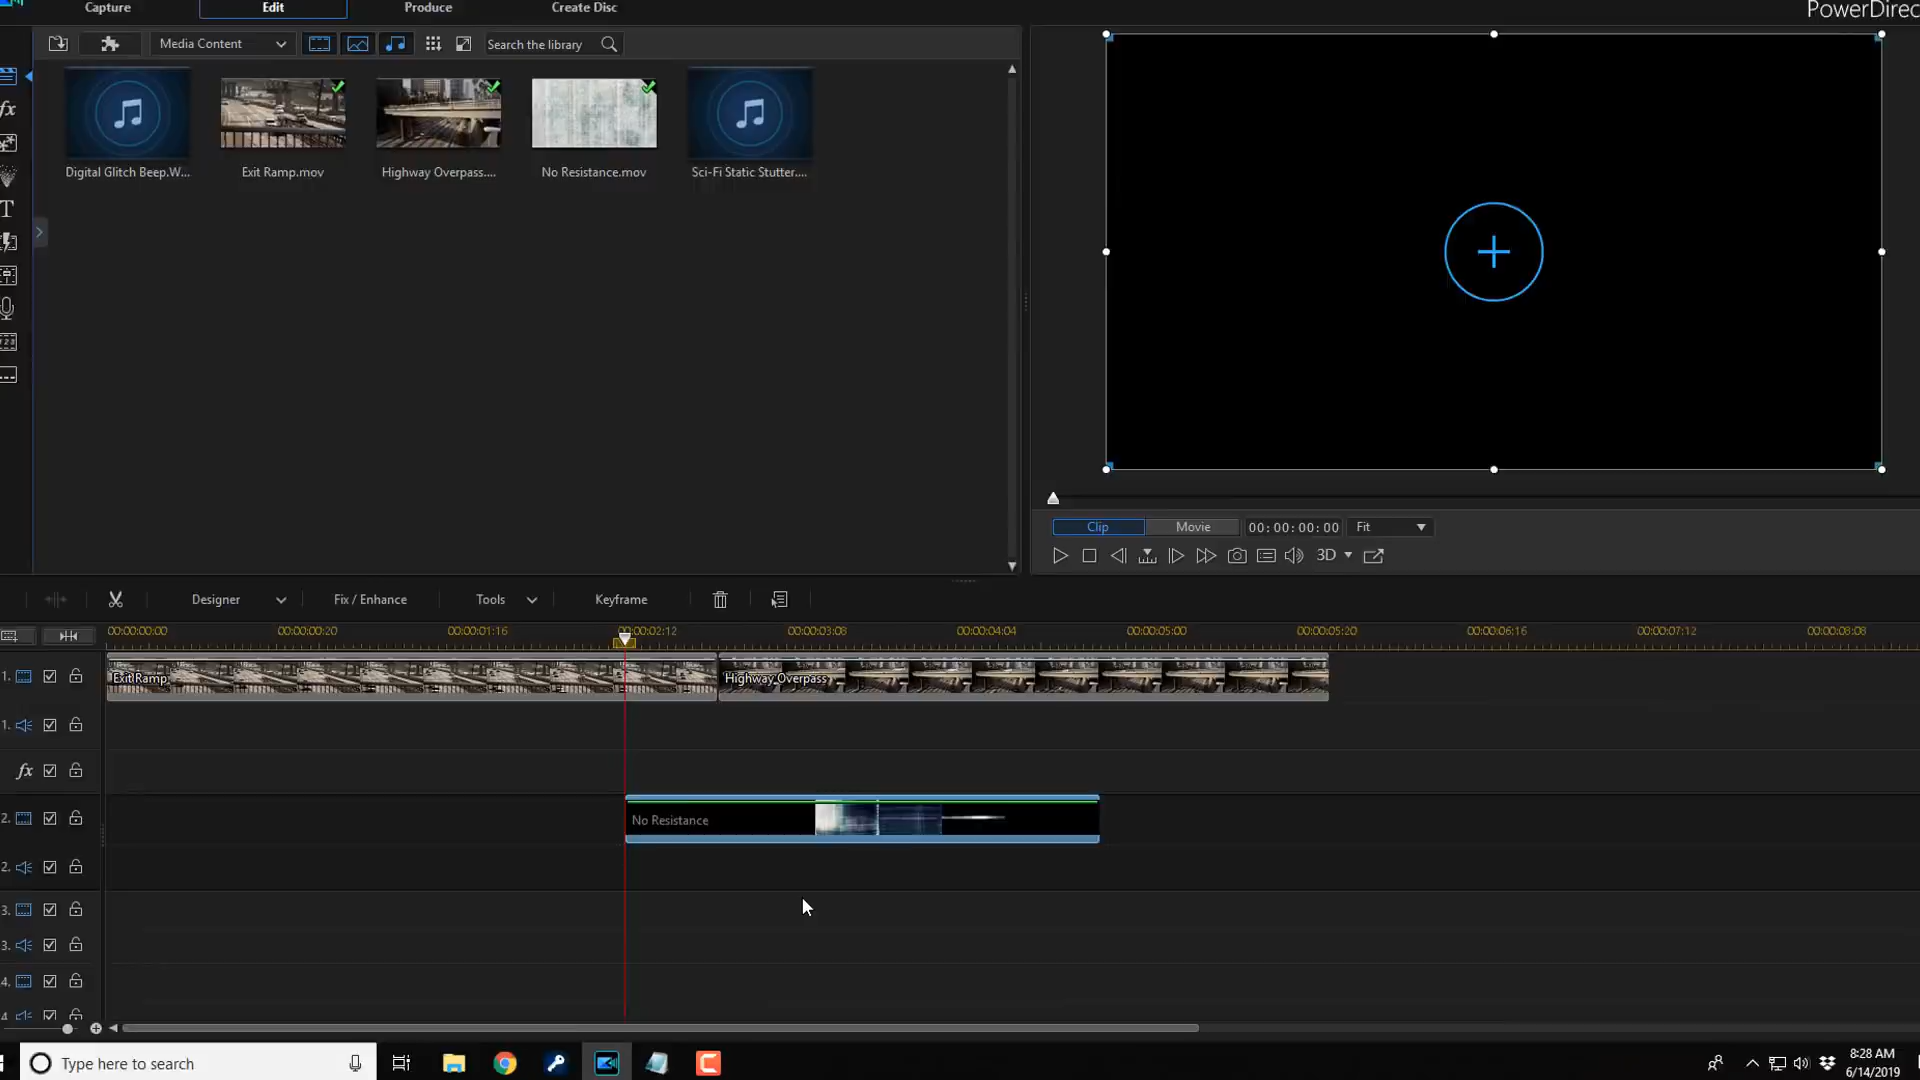 Capture Edit Produce Create Disc PowerDirec
Media Content Search the library
Digital Glitch Beep.W... Exit Ramp.mov Highway Overpass.... No Resistance.mov Sci-Fi Static Stutter....
Clip Movie 00:00:00:00 Fit
3D
Designer Fix / Enhance Tools Keyframe
00:00:00:00 00:00:00:20 00:00:01:16 00:00:02:12 00:00:03:08 00:00:04:04 00:00:05:00 00:00:05:20 00:00:06:16 00:00:07:12 00:00:08:08
1. Exit Ramp Highway Overpass
1.
fx
2. No Resistance
2.
3.
3.
4.
4.
Type here to search
8:28 AM
6/14/2019